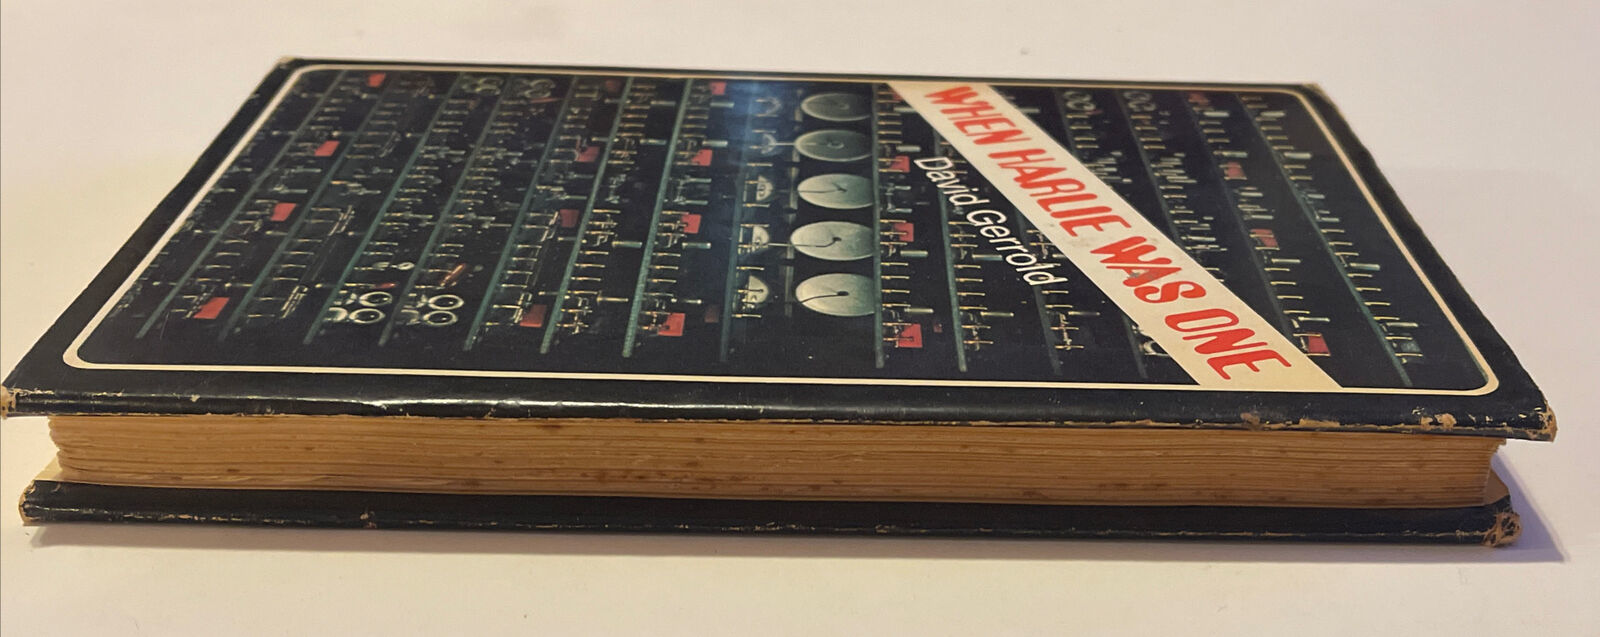 WHEN HARLIE WAS ONE
David Gerrold